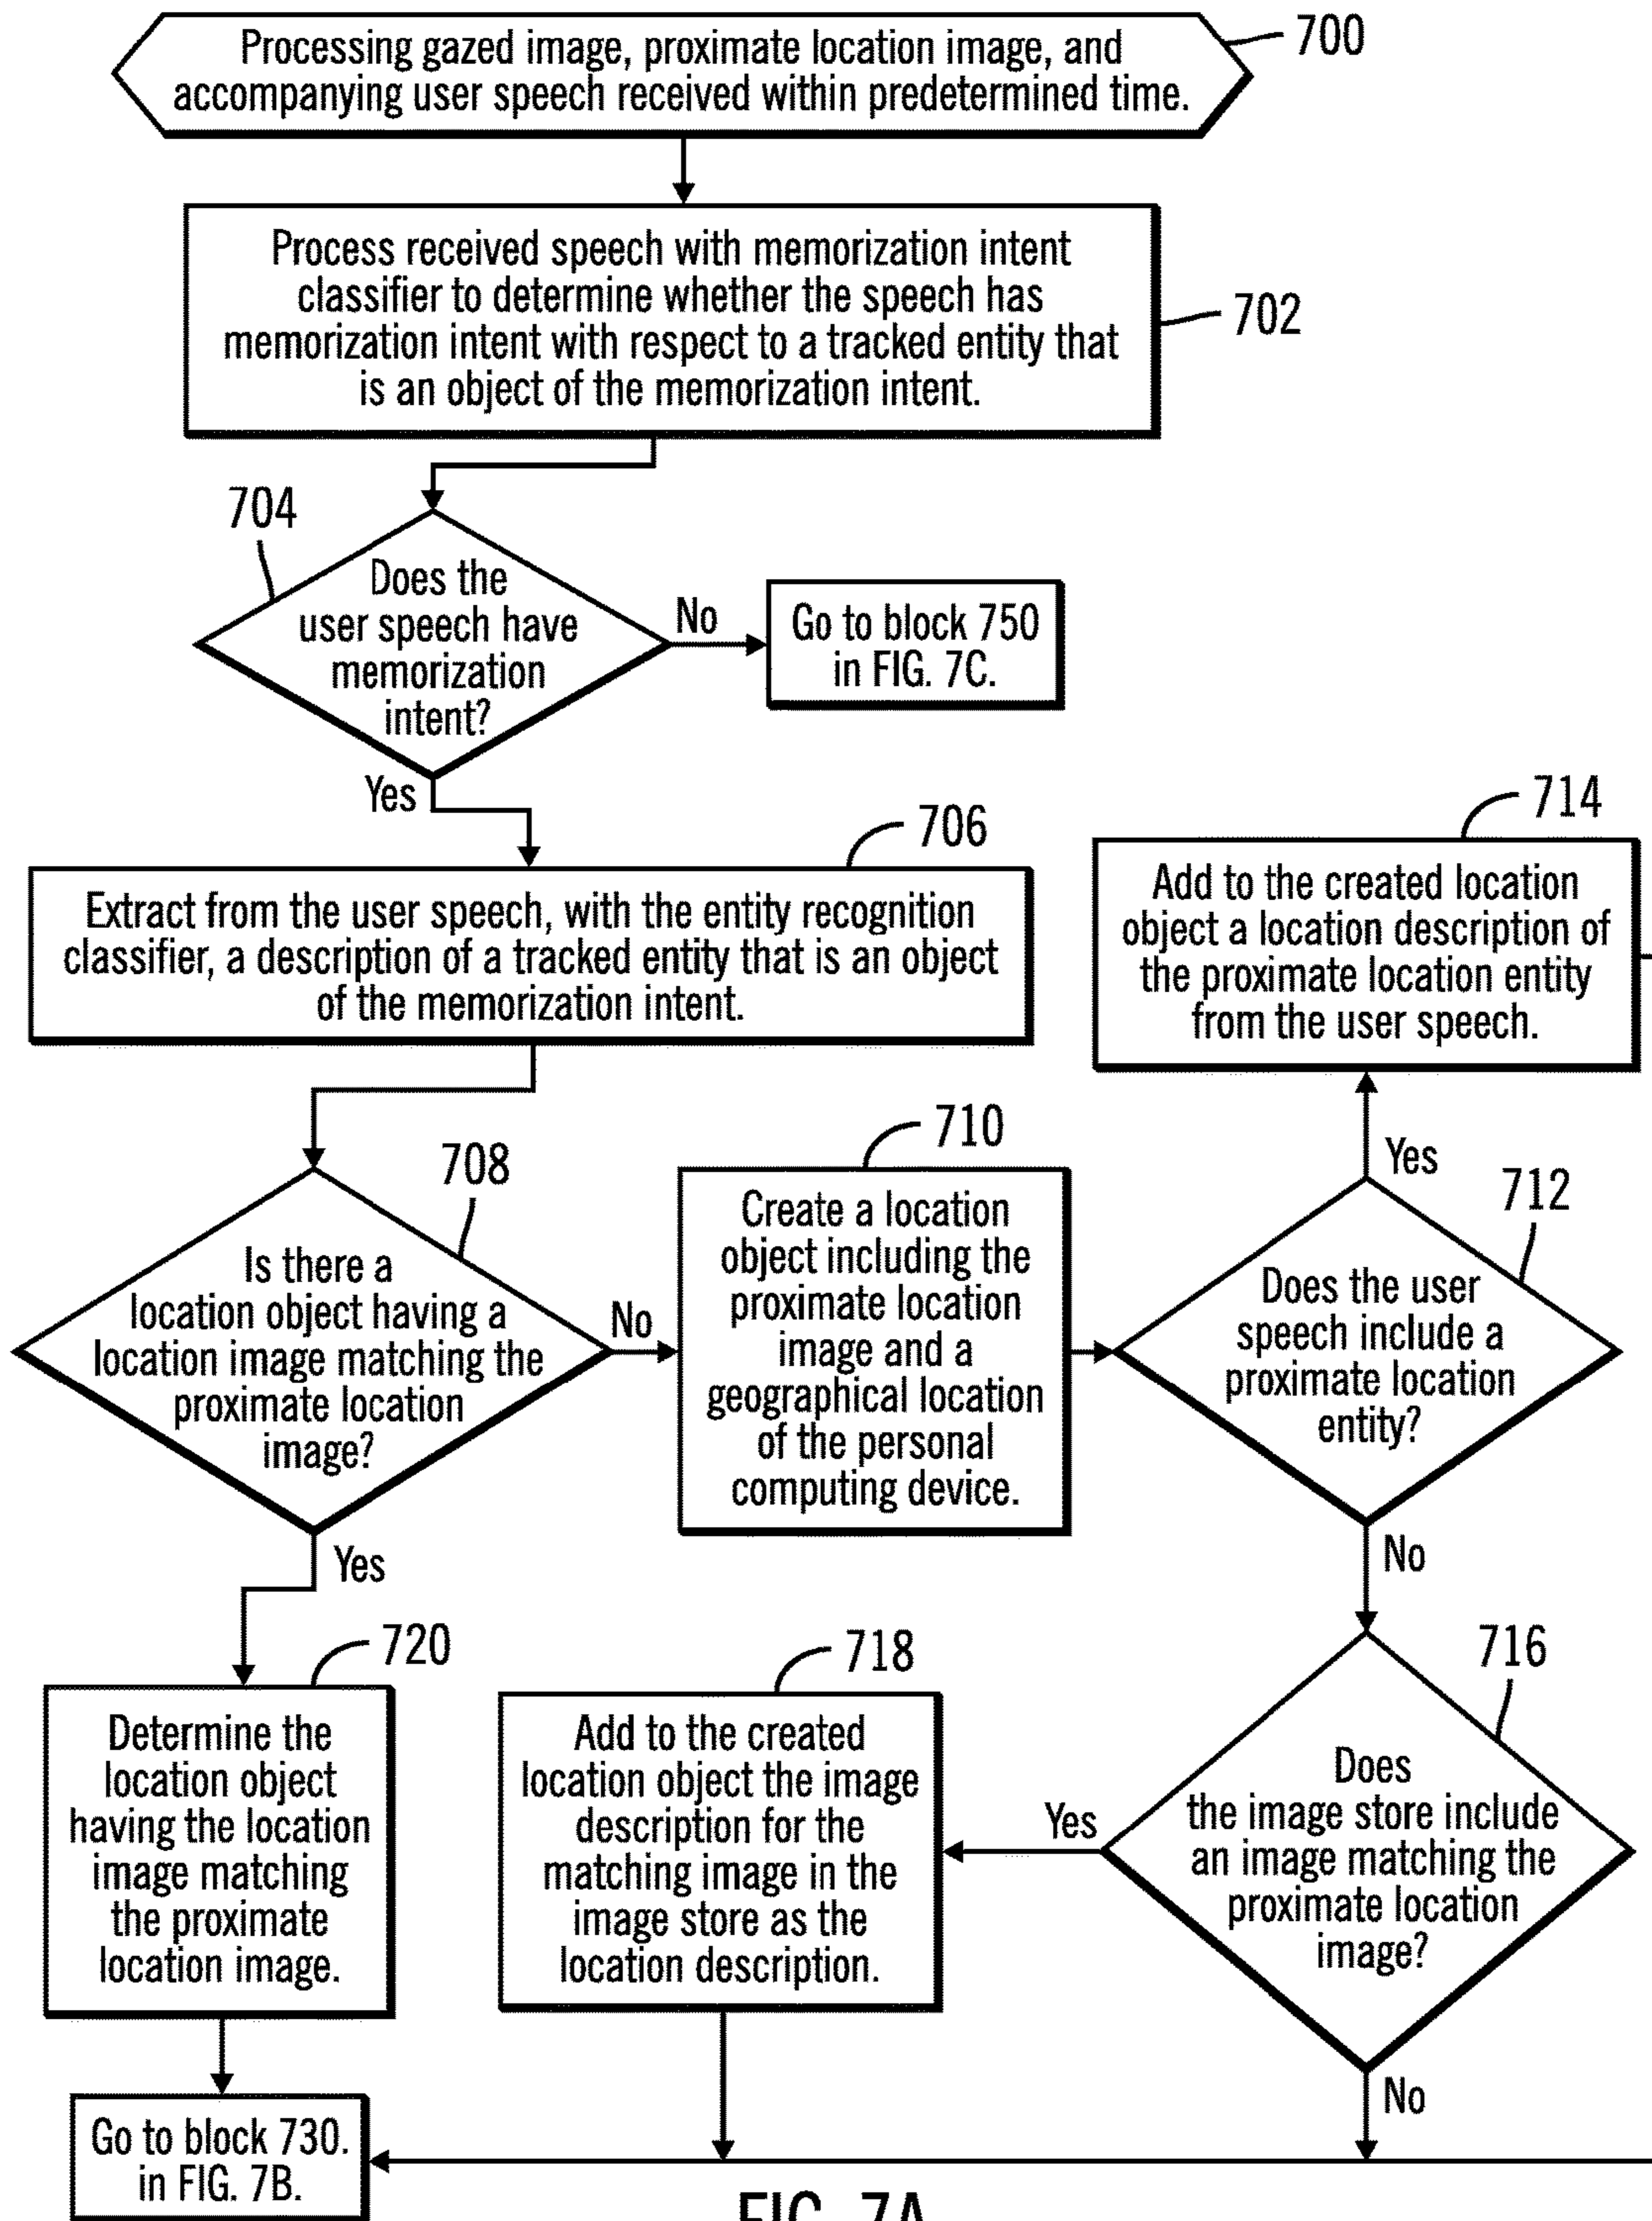 Processing gazed image, proximate location image, and
accompanying user speech received within predetermined time.
700
Process received speech with memorization intent
classifier to determine whether the speech has
memorization intent with respect to a tracked entity that
is an object of the memorization intent.
702
704
Does the
user speech have
memorization
intent?
No
Go to block 750
in FIG. 7C.
Yes
706
Extract from the user speech, with the entity recognition
classifier, a description of a tracked entity that is an object
of the memorization intent.
714
Add to the created location
object a location description of
the proximate location entity
from the user speech.
708
Is there a
location object having a
location image matching the
proximate location
image?
No
710
Create a location
object including the
proximate location
image and a
geographical location
of the personal
computing device.
Yes
712
Does the user
speech include a
proximate location
entity?
No
Yes
720
Determine the
location object
having the location
image matching
the proximate
location image.
718
Add to the created
location object the image
description for the
matching image in the
image store as the
location description.
Yes
716
Does
the image store include
an image matching the
proximate location
image?
No
Go to block 730.
in FIG. 7B.
FIG. 7A